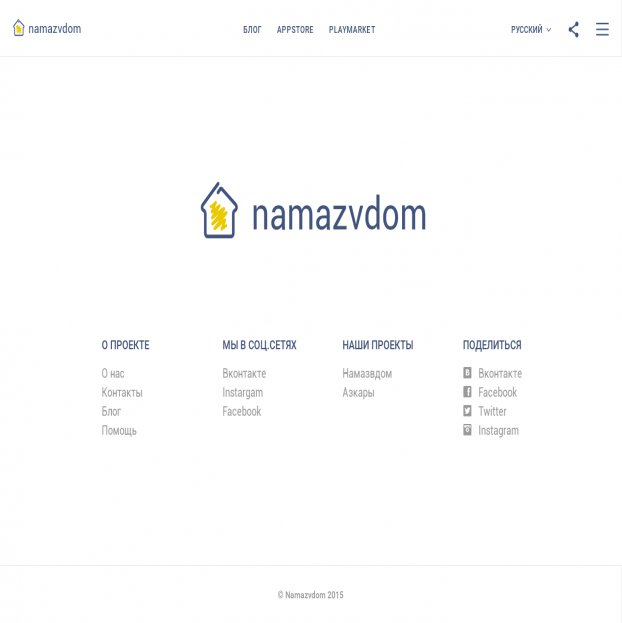 namazvdom
БЛОГ APPSTORE PLAYMARKET
РУССКИЙ
namazvdom
О ПРОЕКТЕ
О нас
Контакты
Блог
Помощь
МЫ В СОЦ.СЕТЯХ
Вконтакте
Instargam
Facebook
НАШИ ПРОЕКТЫ
Намазвдом
Азкары
ПОДЕЛИТЬСЯ
Вконтакте
Facebook
Twitter
Instagram
© Namazvdom 2015